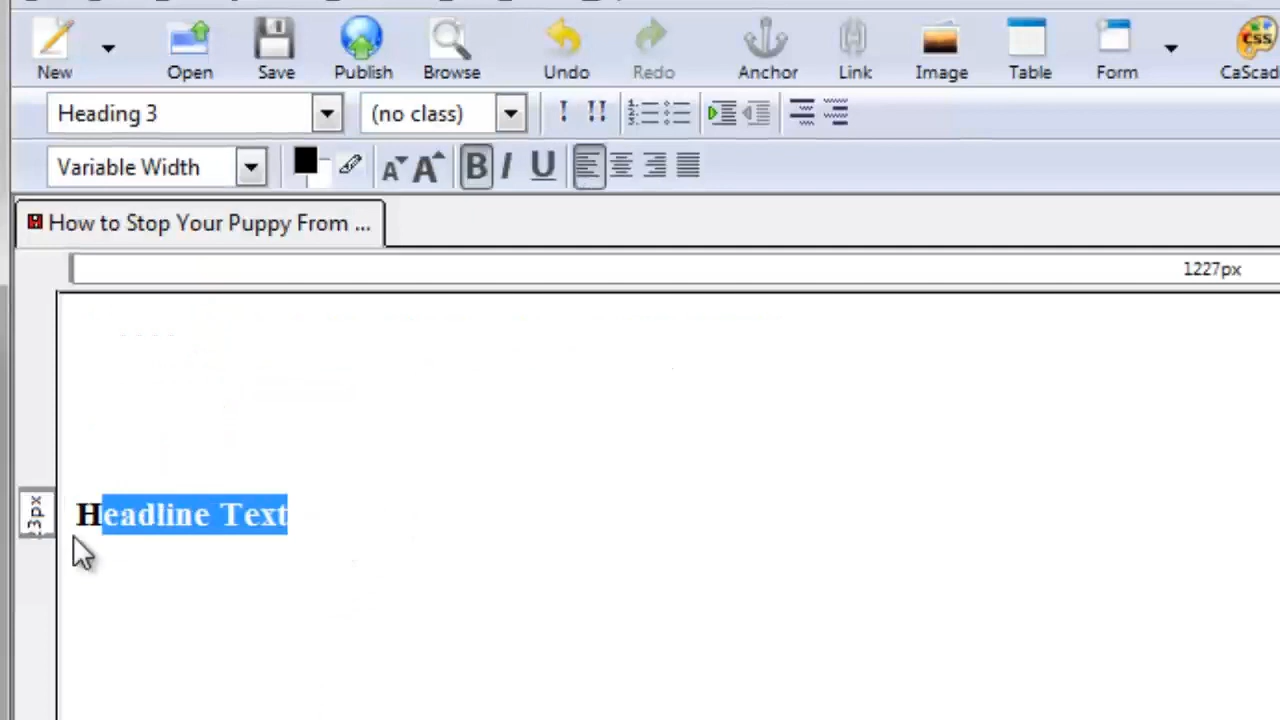 New Open Save Publish Browse Undo Redo Anchor Link Image Table Form CaScad
Heading 3 (no class) ! !!
Variable Width A A B I U
How to Stop Your Puppy From ...
1227px
23px
Headline Text